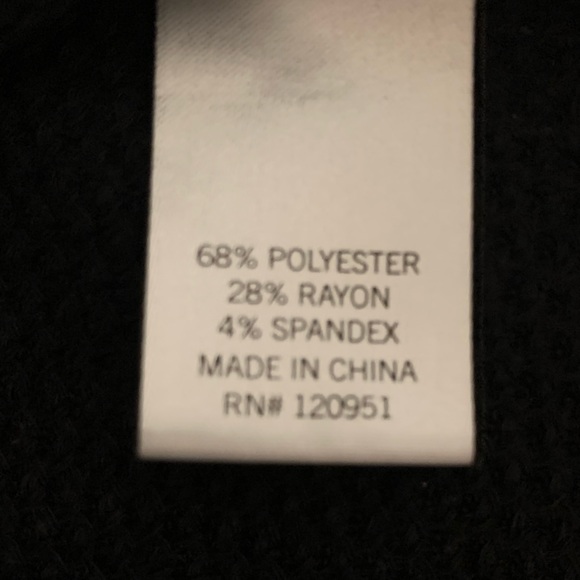 68% POLYESTER
28% RAYON
4% SPANDEX
MADE IN CHINA
RN# 120951